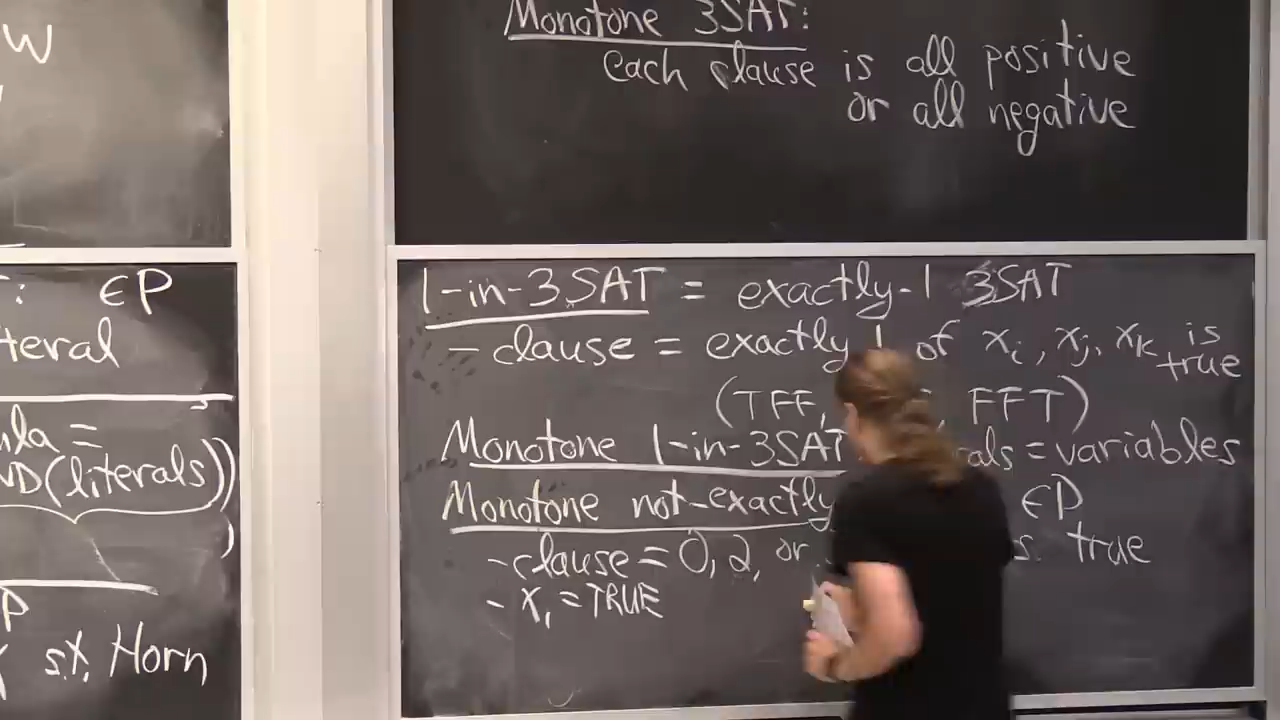 W
: ∈P
teral
ula =
ND(literals))
)
P
s.t. Horn
Monotone 3SAT:
each clause is all positive
or all negative
1-in-3SAT = exactly-1 3SAT
- clause = exactly 1 of xi, xj, xk is true
(TFF, , FFT)
Monotone 1-in-3SAT rals = variables
Monotone not-exactly ∈P
- clause = 0, 2, or s true
- x1 = TRUE